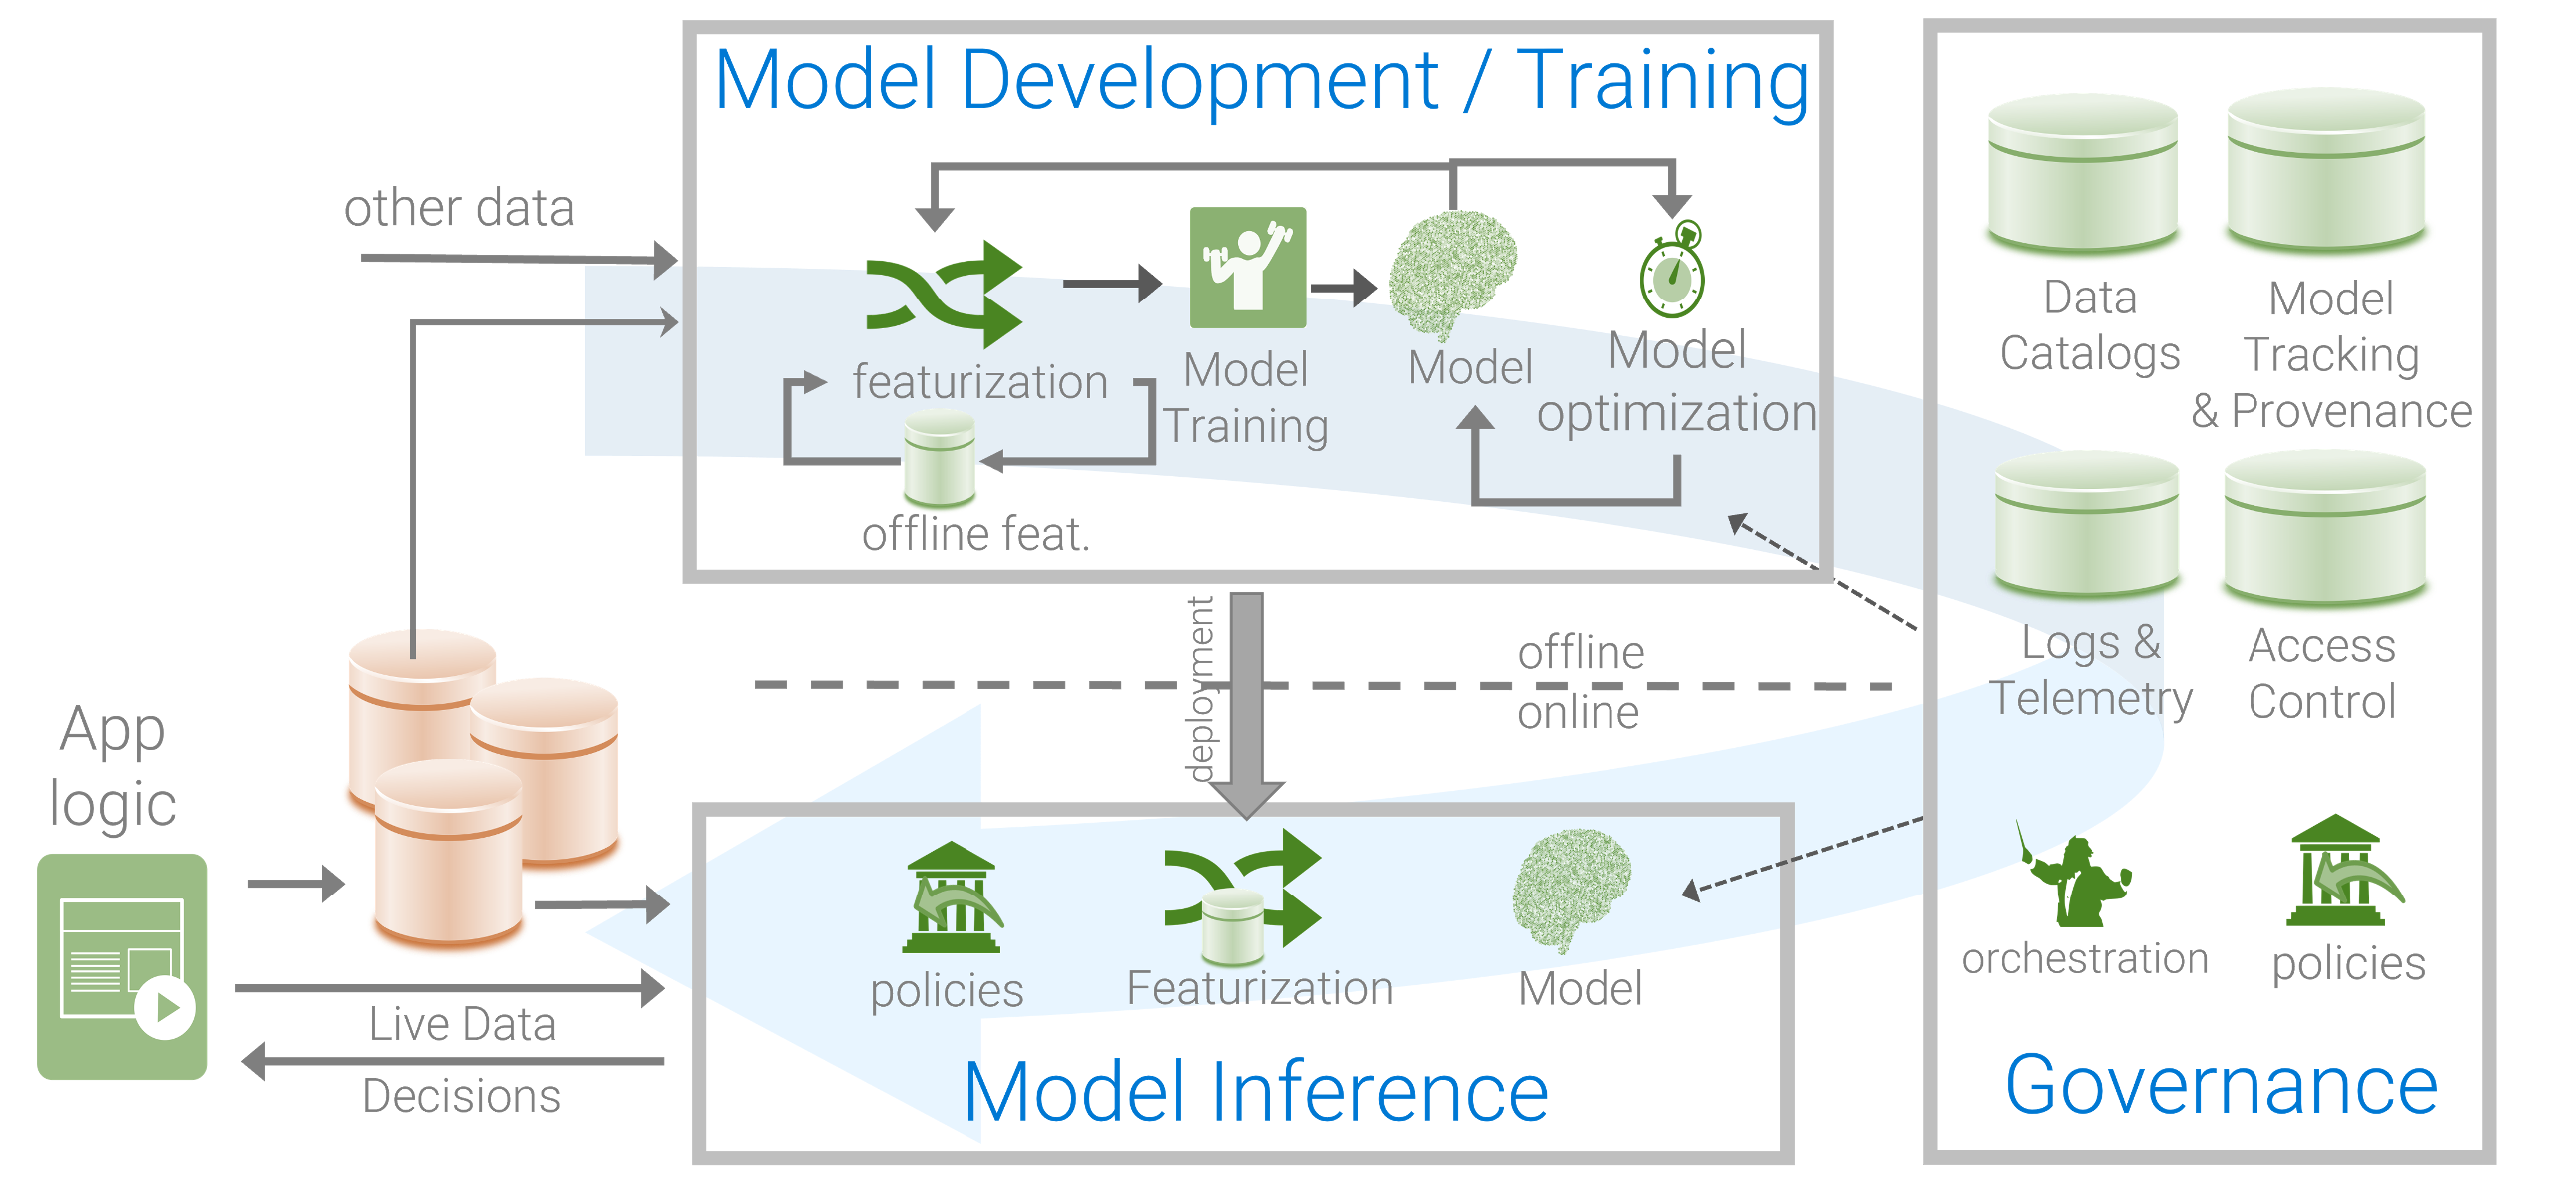 Model Development / Training
other data
featurization
Model
Training
Model
Model
optimization
offline feat.
Data
Catalogs
Model
Tracking
& Provenance
Logs &
Telemetry
Access
Control
deployment
offline
online
App
logic
Live Data
Decisions
policies
Featurization
Model
Model Inference
orchestration
policies
Governance